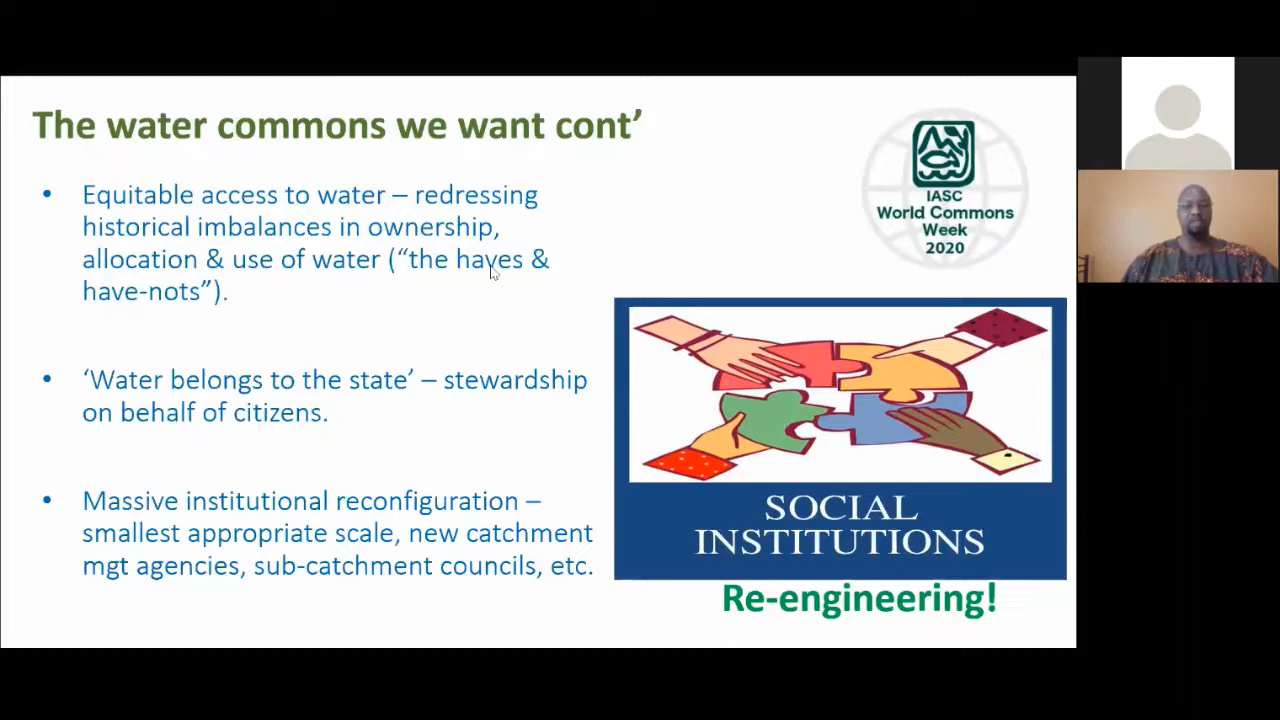 The water commons we want cont’
• Equitable access to water – redressing
historical imbalances in ownership,
allocation & use of water (“the haves &
have-nots”).
• ‘Water belongs to the state’ – stewardship
on behalf of citizens.
• Massive institutional reconfiguration –
smallest appropriate scale, new catchment
mgt agencies, sub-catchment councils, etc.
IASC
World Commons
Week
2020
SOCIAL
INSTITUTIONS
Re-engineering!